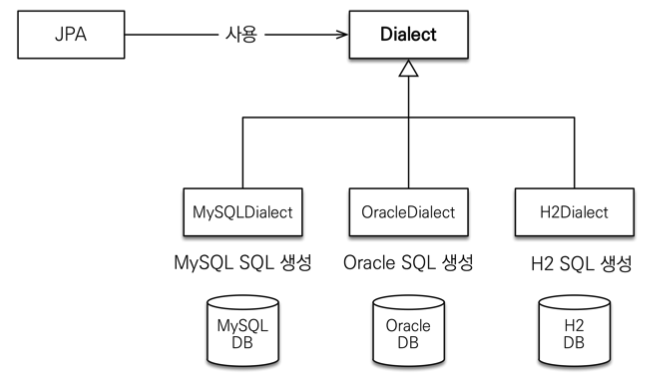 JPA
사용
Dialect
MySQLDialect
OracleDialect
H2Dialect
MySQL SQL 생성
Oracle SQL 생성
H2 SQL 생성
MySQL
DB
Oracle
DB
H2
DB